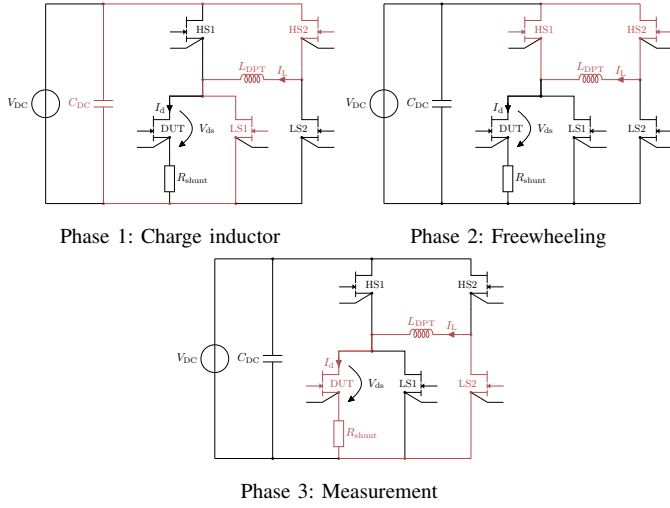 HS1
HS2
L_DPT
I_L
V_DC
C_DC
I_d
DUT
V_ds
LS1
LS2
R_shunt
Phase 1: Charge inductor
HS1
HS2
L_DPT
I_L
V_DC
C_DC
I_d
DUT
V_ds
LS1
LS2
R_shunt
Phase 2: Freewheeling
HS1
HS2
L_DPT
I_L
V_DC
C_DC
I_d
DUT
V_ds
LS1
LS2
R_shunt
Phase 3: Measurement